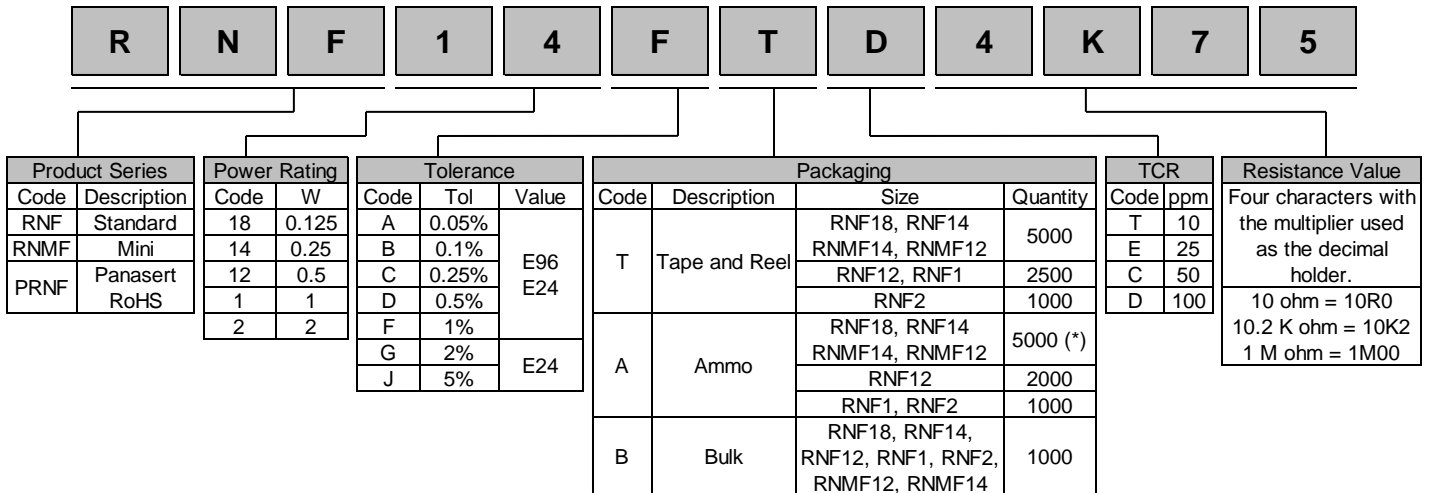 R N F 1 4 F T D 4 K 7 5
Product Series
Code Description
RNF Standard
RNMF Mini
PRNF Panasert RoHS
Power Rating
Code W
18 0.125
14 0.25
12 0.5
1 1
2 2
Tolerance
Code Tol Value
A 0.05%
B 0.1%
C 0.25%
D 0.5%
F 1%
E96
E24
G 2%
J 5%
E24
Packaging
Code Description Size Quantity
T Tape and Reel
RNF18, RNF14
RNMF14, RNMF12
5000
RNF12, RNF1 2500
RNF2 1000
A Ammo
RNF18, RNF14
RNMF14, RNMF12
5000 (*)
RNF12 2000
RNF1, RNF2 1000
B Bulk
RNF18, RNF14,
RNF12, RNF1, RNF2,
RNMF12, RNMF14
1000
TCR
Code ppm
T 10
E 25
C 50
D 100
Resistance Value
Four characters with
the multiplier used
as the decimal
holder.
10 ohm = 10R0
10.2 K ohm = 10K2
1 M ohm = 1M00